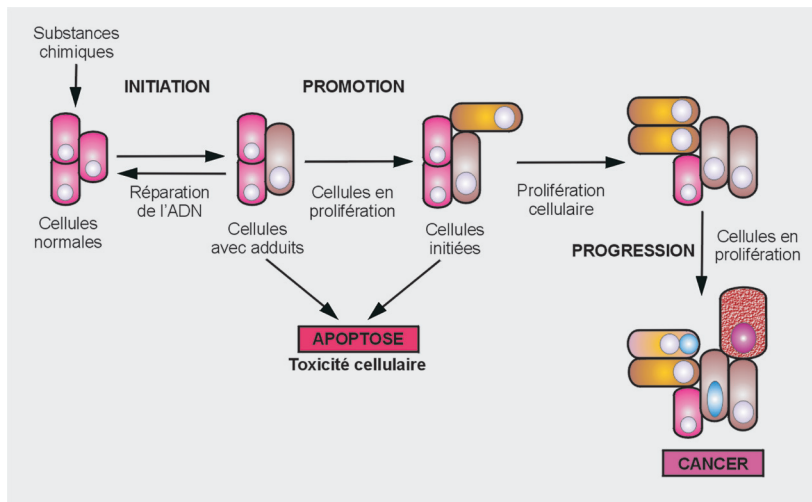 Substances
chimiques
INITIATION
PROMOTION
Réparation
de l'ADN
Cellules en
prolifération
Prolifération
cellulaire
Cellules
normales
Cellules
avec adduits
Cellules
initiées
PROGRESSION
Cellules en
prolifération
APOPTOSE
Toxicité cellulaire
CANCER